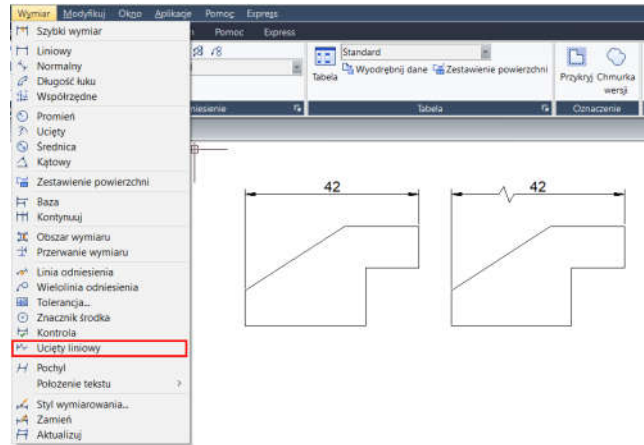 Wymiar Modyfikuj Okno Aplikacje Pomoc Express
Szybki wymiar
Liniowy
Normalny
Długość łuku
Współrzędne
Promień
Ucięty
Średnica
Kątowy
Zestawienie powierzchni
Baza
Kontynuuj
Obszar wymiaru
Przerwanie wymiaru
Linia odniesienia
Wielolinia odniesienia
Tolerancja...
Znacznik środka
Kontrola
Ucięty liniowy
Pochyl
Położenie tekstu
Styl wymiarowania...
Zamień
Aktualizuj
Pomoc Express
Standard
Tabela
Wyodrębnij dane Zestawienie powierzchni
Przykryj Chmurka
wersji
Tabela
Oznaczenie
42 42